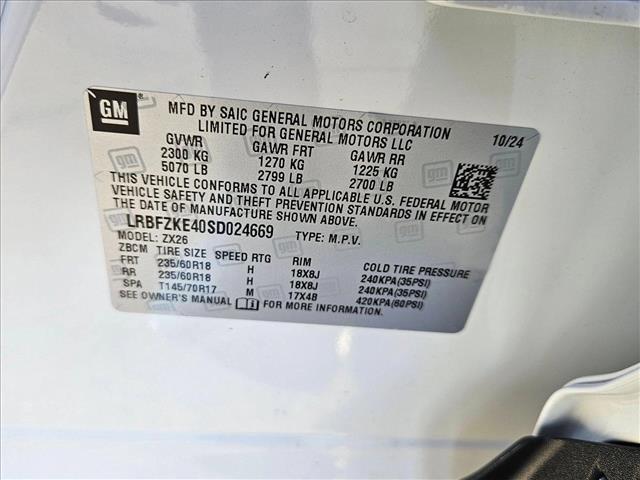 GM
MFD BY SAIC GENERAL MOTORS CORPORATION
LIMITED FOR GENERAL MOTORS LLC
10/24
GVWR GAWR FRT GAWR RR
2300 KG 1270 KG 1225 KG
5070 LB 2799 LB 2700 LB
THIS VEHICLE CONFORMS TO ALL APPLICABLE U.S. FEDERAL MOTOR
VEHICLE SAFETY AND THEFT PREVENTION STANDARDS IN EFFECT ON
THE DATE OF MANUFACTURE SHOWN ABOVE.
LRBFZKE40SD024669 TYPE: M.P.V.
MODEL: ZX26
ZBCM TIRE SIZE SPEED RTG RIM COLD TIRE PRESSURE
FRT 235/60R18 H 18X8J 240KPA(35PSI)
RR 235/60R18 H 18X8J 240KPA(35PSI)
SPA T145/70R17 M 17X4B 420KPA(60PSI)
SEE OWNER'S MANUAL FOR MORE INFORMATION.